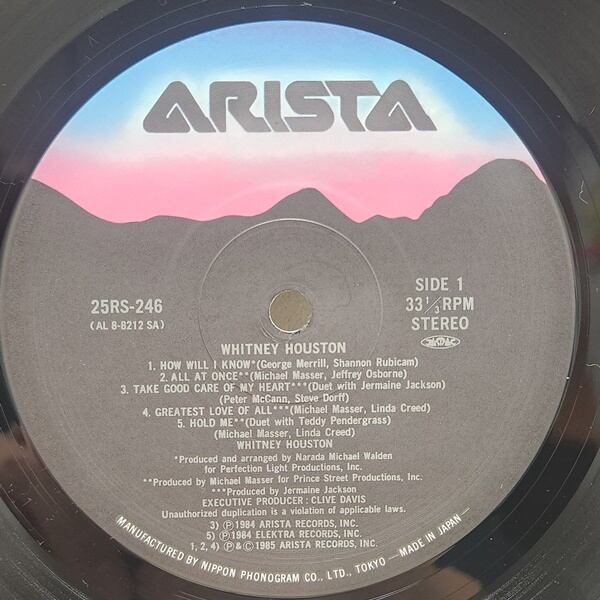 ARISTA
SIDE 1
25RS-246
33 1/3 RPM
(AL 8-8212 SA)
STEREO
WHITNEY HOUSTON
1. HOW WILL I KNOW*(George Merrill, Shannon Rubicam)
2. ALL AT ONCE**(Michael Masser, Jeffrey Osborne)
3. TAKE GOOD CARE OF MY HEART***(Duet with Jermaine Jackson)
(Peter McCann, Steve Dorff)
4. GREATEST LOVE OF ALL***(Michael Masser, Linda Creed)
5. HOLD ME**(Duet with Teddy Pendergrass)
(Michael Masser, Linda Creed)
WHITNEY HOUSTON
*Produced and arranged by Narada Michael Walden
for Perfection Light Productions, Inc.
**Produced by Michael Masser for Prince Street Productions, Inc.
***Produced by Jermaine Jackson
EXECUTIVE PRODUCER : CLIVE DAVIS
Unauthorized duplication is a violation of applicable laws.
3) ℗1984 ARISTA RECORDS, INC.
5) ℗1984 ELEKTRA RECORDS, INC.
1, 2, 4) ℗&©1985 ARISTA RECORDS, INC.
MANUFACTURED BY NIPPON PHONOGRAM CO., LTD., TOKYO —MADE IN JAPAN—